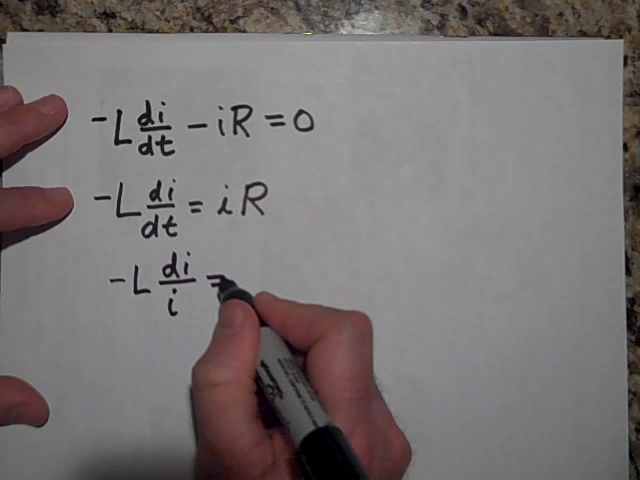 -L di/dt - iR = 0
-L di/dt = iR
-L di/i =